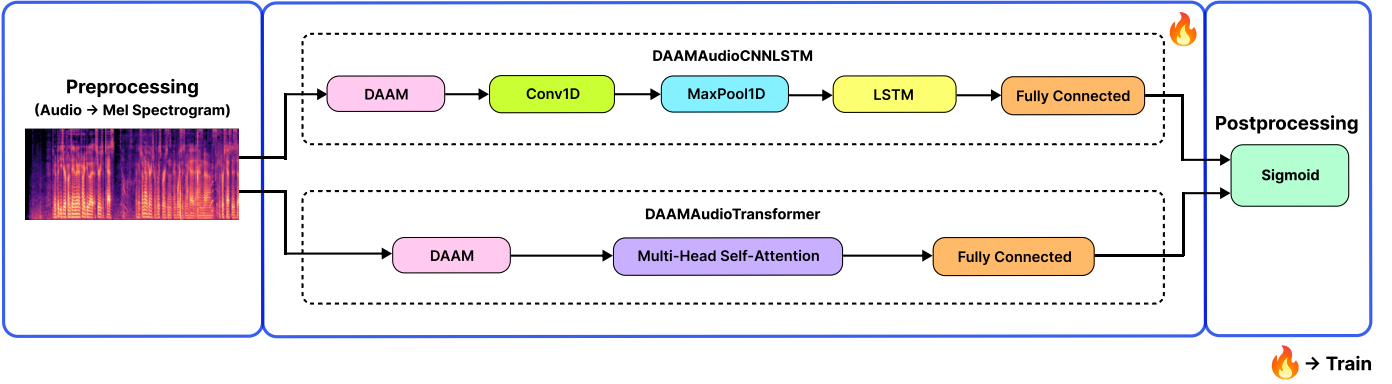 Preprocessing
(Audio → Mel Spectrogram)
DAAMAudioCNNLSTM
DAAM
Conv1D
MaxPool1D
LSTM
Fully Connected
DAAMAudioTransformer
DAAM
Multi-Head Self-Attention
Fully Connected
Postprocessing
Sigmoid
🔥 → Train